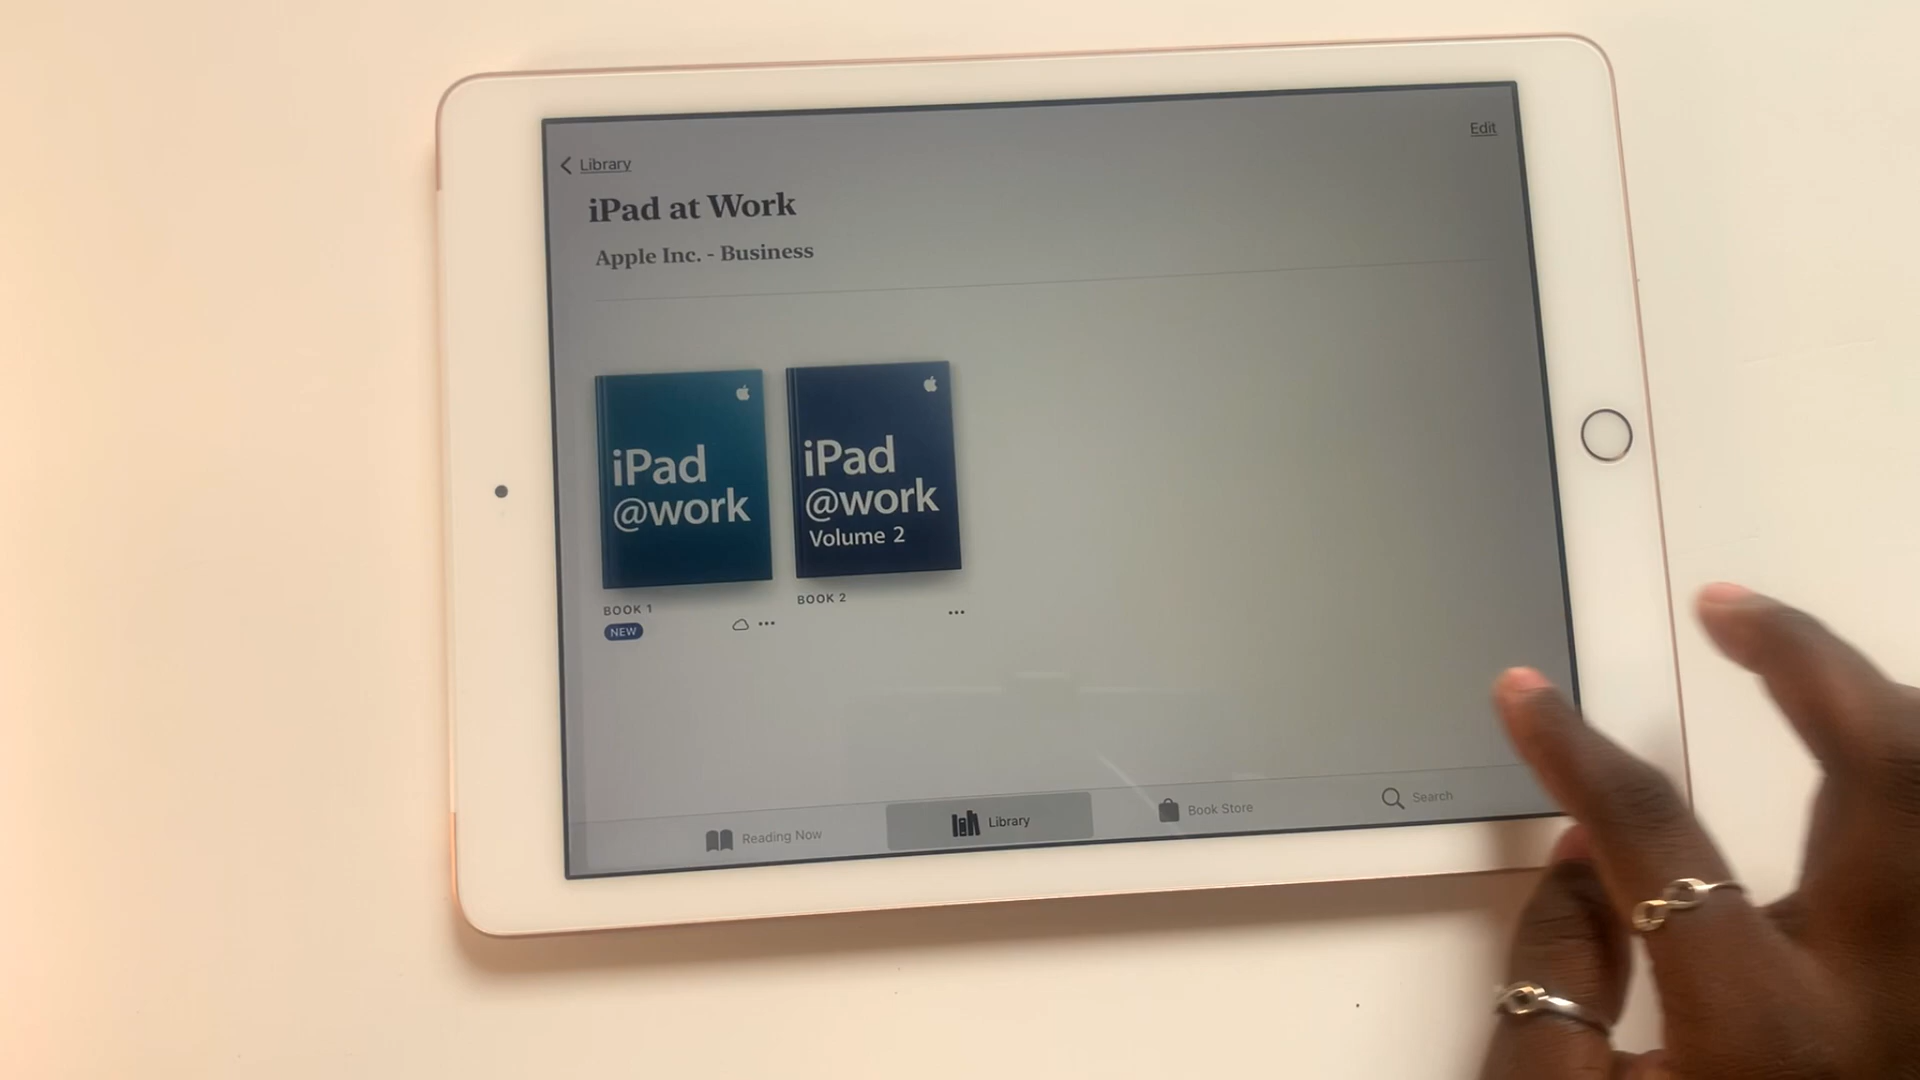 Library
Edit
iPad at Work
Apple Inc. - Business
iPad
@work
iPad
@work
Volume 2
BOOK 1
NEW
BOOK 2
Reading Now
Library
Book Store
Search